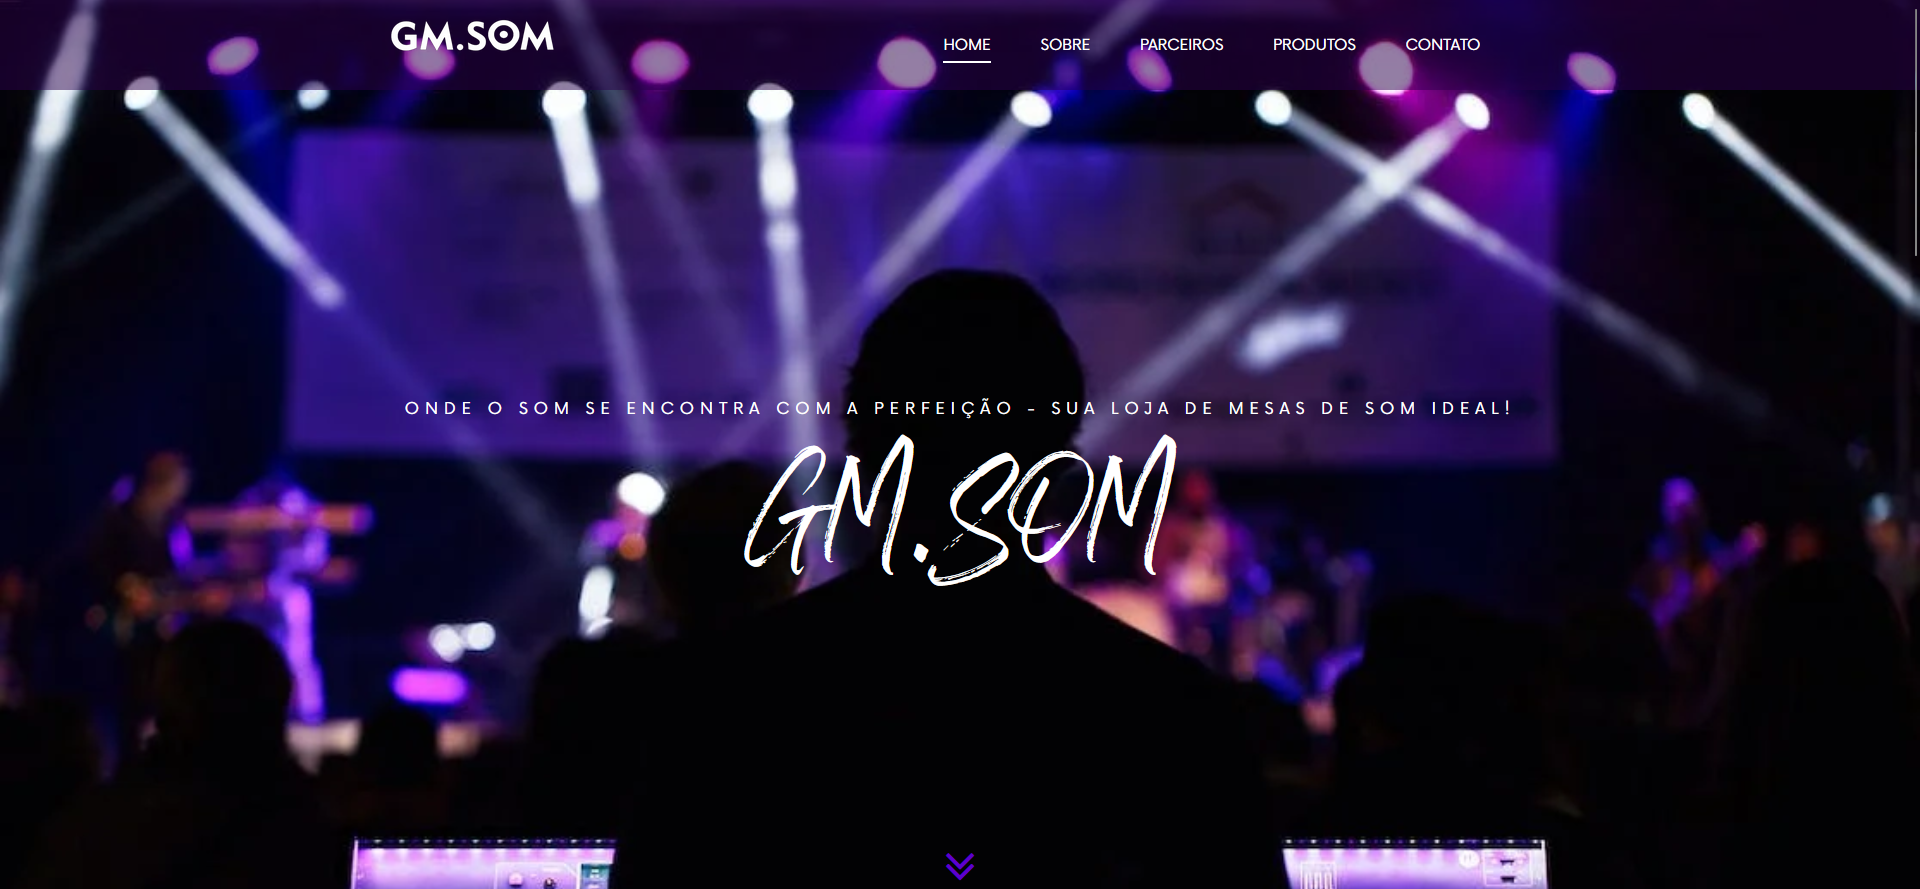 GM.SOM
HOME SOBRE PARCEIROS PRODUTOS CONTATO
ONDE O SOM SE ENCONTRA COM A PERFEIÇÃO - SUA LOJA DE MESAS DE SOM IDEAL!
GM.SOM